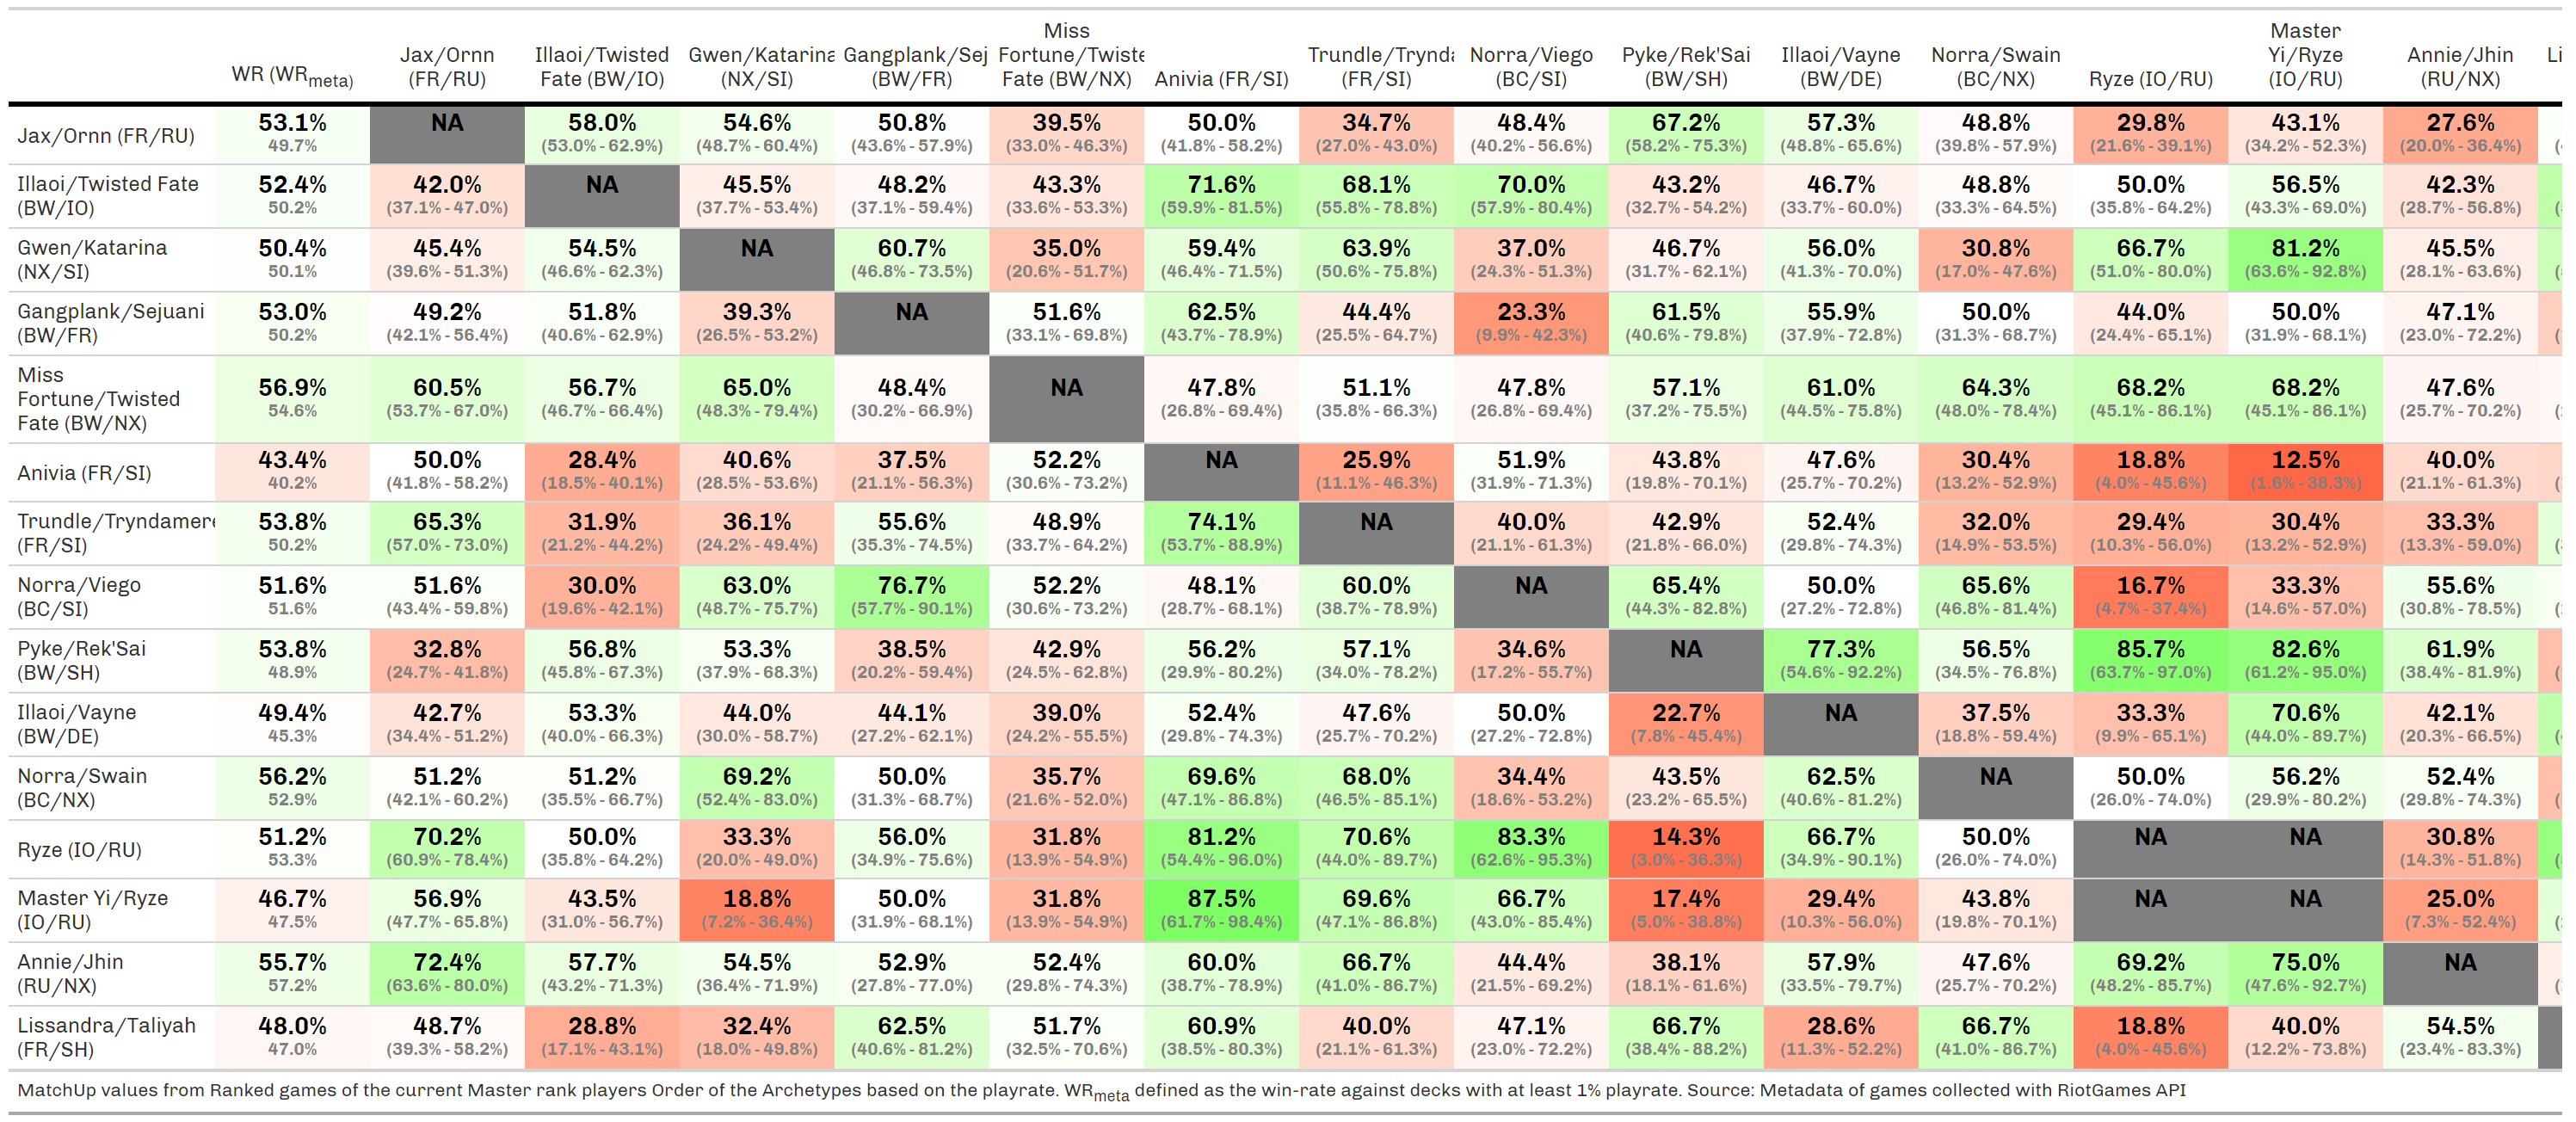 WR (WRmeta) Jax/Ornn (FR/RU) Illaoi/Twisted Fate (BW/IO) Gwen/Katarina (NX/SI) Gangplank/Sej (BW/FR) Miss Fortune/Twiste Fate (BW/NX) Anivia (FR/SI) Trundle/Trynda (FR/SI) Norra/Viego (BC/SI) Pyke/Rek'Sai (BW/SH) Illaoi/Vayne (BW/DE) Norra/Swain (BC/NX) Ryze (IO/RU) Master Yi/Ryze (IO/RU) Annie/Jhin (RU/NX) Li
Jax/Ornn (FR/RU) 53.1% NA 58.0% 54.6% 50.8% 39.5% 50.0% 34.7% 48.4% 67.2% 57.3% 48.8% 29.8% 43.1% 27.6%
49.7% (53.0% - 62.9%) (48.7% - 60.4%) (43.6% - 57.9%) (33.0% - 46.3%) (41.8% - 58.2%) (27.0% - 43.0%) (40.2% - 56.6%) (58.2% - 75.3%) (48.8% - 65.6%) (39.8% - 57.9%) (21.6% - 39.1%) (34.2% - 52.3%) (20.0% - 36.4%) (
Illaoi/Twisted Fate 52.4% 42.0% NA 45.5% 48.2% 43.3% 71.6% 68.1% 70.0% 43.2% 46.7% 48.8% 50.0% 56.5% 42.3%
(BW/IO) 50.2% (37.1% - 47.0%) (37.7% - 53.4%) (37.1% - 59.4%) (33.6% - 53.3%) (59.9% - 81.5%) (55.8% - 78.8%) (57.9% - 80.4%) (32.7% - 54.2%) (33.7% - 60.0%) (33.3% - 64.5%) (35.8% - 64.2%) (43.3% - 69.0%) (28.7% - 56.8%) (
Gwen/Katarina 50.4% 45.4% 54.5% NA 60.7% 35.0% 59.4% 63.9% 37.0% 46.7% 56.0% 30.8% 66.7% 81.2% 45.5%
(NX/SI) 50.1% (39.6% - 51.3%) (46.6% - 62.3%) (46.8% - 73.5%) (20.6% - 51.7%) (46.4% - 71.5%) (50.6% - 75.8%) (24.3% - 51.3%) (31.7% - 62.1%) (41.3% - 70.0%) (17.0% - 47.6%) (51.0% - 80.0%) (63.6% - 92.8%) (28.1% - 63.6%) (
Gangplank/Sejuani 53.0% 49.2% 51.8% 39.3% NA 51.6% 62.5% 44.4% 23.3% 61.5% 55.9% 50.0% 44.0% 50.0% 47.1%
(BW/FR) 50.2% (42.1% - 56.4%) (40.6% - 62.9%) (26.5% - 53.2%) (33.1% - 69.8%) (43.7% - 78.9%) (25.5% - 64.7%) (9.9% - 42.3%) (40.6% - 79.8%) (37.9% - 72.8%) (31.3% - 68.7%) (24.4% - 65.1%) (31.9% - 68.1%) (23.0% - 72.2%) (
Miss
Fortune/Twisted 56.9% 60.5% 56.7% 65.0% 48.4% NA 47.8% 51.1% 47.8% 57.1% 61.0% 64.3% 68.2% 68.2% 47.6%
Fate (BW/NX) 54.6% (53.7% - 67.0%) (46.7% - 66.4%) (48.3% - 79.4%) (30.2% - 66.9%) (26.8% - 69.4%) (35.8% - 66.3%) (26.8% - 69.4%) (37.2% - 75.5%) (44.5% - 75.8%) (48.0% - 78.4%) (45.1% - 86.1%) (45.1% - 86.1%) (25.7% - 70.2%) (
Anivia (FR/SI) 43.4% 50.0% 28.4% 40.6% 37.5% 52.2% NA 25.9% 51.9% 43.8% 47.6% 30.4% 18.8% 12.5% 40.0%
40.2% (41.8% - 58.2%) (18.5% - 40.1%) (28.5% - 53.6%) (21.1% - 56.3%) (30.6% - 73.2%) (11.1% - 46.3%) (31.9% - 71.3%) (19.8% - 70.1%) (25.7% - 70.2%) (13.2% - 52.9%) (4.0% - 45.6%) (1.6% - 38.3%) (21.1% - 61.3%) (
Trundle/Tryndamere 53.8% 65.3% 31.9% 36.1% 55.6% 48.9% 74.1% NA 40.0% 42.9% 52.4% 32.0% 29.4% 30.4% 33.3%
(FR/SI) 50.2% (57.0% - 73.0%) (21.2% - 44.2%) (24.2% - 49.4%) (35.3% - 74.5%) (33.7% - 64.2%) (53.7% - 88.9%) (21.1% - 61.3%) (21.8% - 66.0%) (29.8% - 74.3%) (14.9% - 53.5%) (10.3% - 56.0%) (13.2% - 52.9%) (13.3% - 59.0%) (
Norra/Viego 51.6% 51.6% 30.0% 63.0% 76.7% 52.2% 48.1% 60.0% NA 65.4% 50.0% 65.6% 16.7% 33.3% 55.6%
(BC/SI) 51.6% (43.4% - 59.8%) (19.6% - 42.1%) (48.7% - 75.7%) (57.7% - 90.1%) (30.6% - 73.2%) (28.7% - 68.1%) (38.7% - 78.9%) (44.3% - 82.8%) (27.2% - 72.8%) (46.8% - 81.4%) (4.7% - 37.4%) (14.6% - 57.0%) (30.8% - 78.5%) (
Pyke/Rek'Sai 53.8% 32.8% 56.8% 53.3% 38.5% 42.9% 56.2% 57.1% 34.6% NA 77.3% 56.5% 85.7% 82.6% 61.9%
(BW/SH) 48.9% (24.7% - 41.8%) (45.8% - 67.3%) (37.9% - 68.3%) (20.2% - 59.4%) (24.5% - 62.8%) (29.9% - 80.2%) (34.0% - 78.2%) (17.2% - 55.7%) (54.6% - 92.2%) (34.5% - 76.8%) (63.7% - 97.0%) (61.2% - 95.0%) (38.4% - 81.9%) (
Illaoi/Vayne 49.4% 42.7% 53.3% 44.0% 44.1% 39.0% 52.4% 47.6% 50.0% 22.7% NA 37.5% 33.3% 70.6% 42.1%
(BW/DE) 45.3% (34.4% - 51.2%) (40.0% - 66.3%) (30.0% - 58.7%) (27.2% - 62.1%) (24.2% - 55.5%) (29.8% - 74.3%) (25.7% - 70.2%) (27.2% - 72.8%) (7.8% - 45.4%) (18.8% - 59.4%) (9.9% - 65.1%) (44.0% - 89.7%) (20.3% - 66.5%) (
Norra/Swain 56.2% 51.2% 51.2% 69.2% 50.0% 35.7% 69.6% 68.0% 34.4% 43.5% 62.5% NA 50.0% 56.2% 52.4%
(BC/NX) 52.9% (42.1% - 60.2%) (35.5% - 66.7%) (52.4% - 83.0%) (31.3% - 68.7%) (21.6% - 52.0%) (47.1% - 86.8%) (46.5% - 85.1%) (18.6% - 53.2%) (23.2% - 65.5%) (40.6% - 81.2%) (26.0% - 74.0%) (29.9% - 80.2%) (29.8% - 74.3%) (
Ryze (IO/RU) 51.2% 70.2% 50.0% 33.3% 56.0% 31.8% 81.2% 70.6% 83.3% 14.3% 66.7% 50.0% NA NA 30.8%
53.3% (60.9% - 78.4%) (35.8% - 64.2%) (20.0% - 49.0%) (34.9% - 75.6%) (13.9% - 54.9%) (54.4% - 96.0%) (44.0% - 89.7%) (62.6% - 95.3%) (3.0% - 36.3%) (34.9% - 90.1%) (26.0% - 74.0%) (14.3% - 51.8%) (
Master Yi/Ryze 46.7% 56.9% 43.5% 18.8% 50.0% 31.8% 87.5% 69.6% 66.7% 17.4% 29.4% 43.8% NA NA 25.0%
(IO/RU) 47.5% (47.7% - 65.8%) (31.0% - 56.7%) (7.2% - 36.4%) (31.9% - 68.1%) (13.9% - 54.9%) (61.7% - 98.4%) (47.1% - 86.8%) (43.0% - 85.4%) (5.0% - 38.8%) (10.3% - 56.0%) (19.8% - 70.1%) (7.3% - 52.4%) (
Annie/Jhin 55.7% 72.4% 57.7% 54.5% 52.9% 52.4% 60.0% 66.7% 44.4% 38.1% 57.9% 47.6% 69.2% 75.0% NA
(RU/NX) 57.2% (63.6% - 80.0%) (43.2% - 71.3%) (36.4% - 71.9%) (27.8% - 77.0%) (29.8% - 74.3%) (38.7% - 78.9%) (41.0% - 86.7%) (21.5% - 69.2%) (18.1% - 61.6%) (33.5% - 79.7%) (25.7% - 70.2%) (48.2% - 85.7%) (47.6% - 92.7%) (
Lissandra/Taliyah 48.0% 48.7% 28.8% 32.4% 62.5% 51.7% 60.9% 40.0% 47.1% 66.7% 28.6% 66.7% 18.8% 40.0% 54.5%
(FR/SH) 47.0% (39.3% - 58.2%) (17.1% - 43.1%) (18.0% - 49.8%) (40.6% - 81.2%) (32.5% - 70.6%) (38.5% - 80.3%) (21.1% - 61.3%) (23.0% - 72.2%) (38.4% - 88.2%) (11.3% - 52.2%) (41.0% - 86.7%) (4.0% - 45.6%) (12.2% - 73.8%) (23.4% - 83.3%)
MatchUp values from Ranked games of the current Master rank players Order of the Archetypes based on the playrate. WRmeta defined as the win-rate against decks with at least 1% playrate. Source: Metadata of games collected with RiotGames API